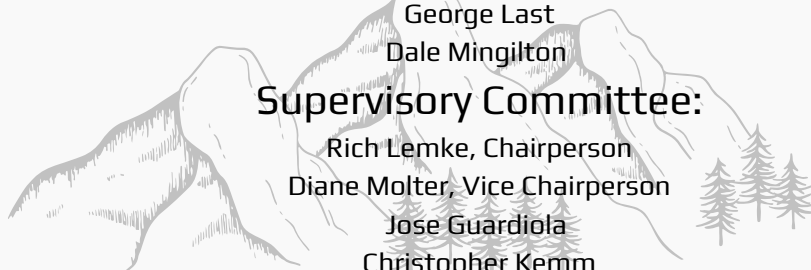 George Last
Dale Mingilton
Supervisory Committee:
Rich Lemke, Chairperson
Diane Molter, Vice Chairperson
Jose Guardiola
Christopher Kemm